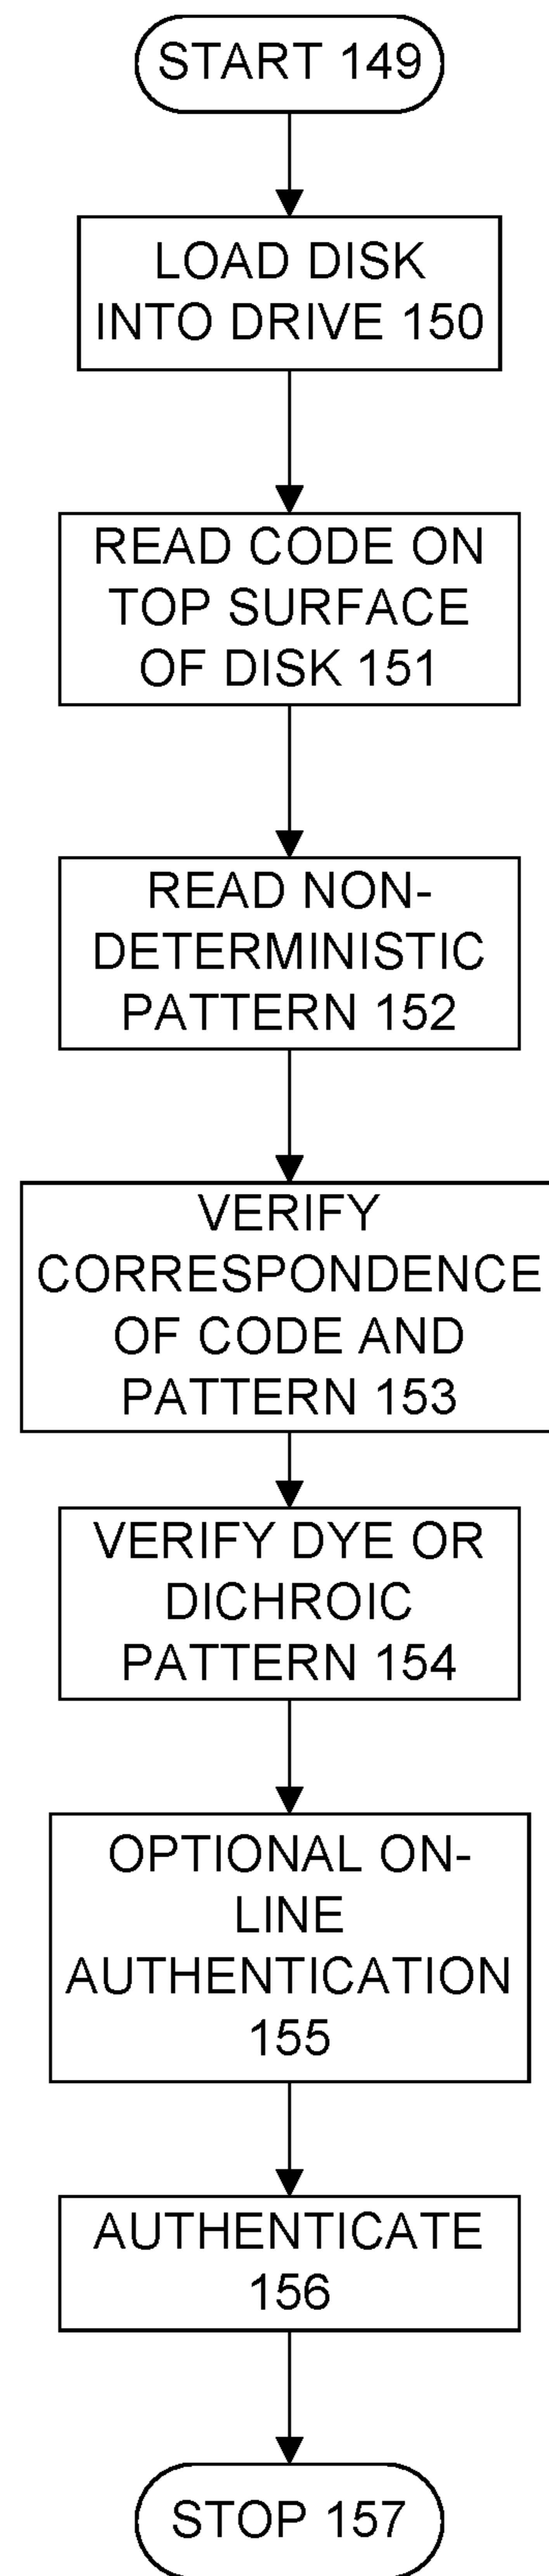 START 149
LOAD DISK
INTO DRIVE 150
READ CODE ON
TOP SURFACE
OF DISK 151
READ NON-
DETERMINISTIC
PATTERN 152
VERIFY
CORRESPONDENCE
OF CODE AND
PATTERN 153
VERIFY DYE OR
DICHROIC
PATTERN 154
OPTIONAL ON-
LINE
AUTHENTICATION
155
AUTHENTICATE
156
STOP 157